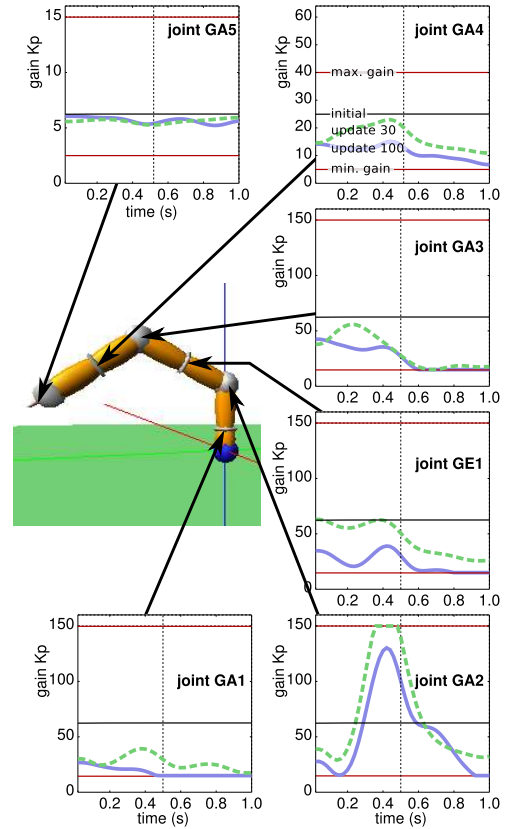 joint GA5
gain Kp
15
10
5
0
0.2 0.4 0.6 0.8 1.0
time (s)
joint GA4
gain Kp
60
50
40
30
20
10
0
max. gain
initial
update 30
update 100
min. gain
0.2 0.4 0.6 0.8 1.0
joint GA3
gain Kp
150
100
50
0
0.2 0.4 0.6 0.8 1.0
joint GE1
gain Kp
150
100
50
0
0.2 0.4 0.6 0.8 1.0
joint GA1
gain Kp
150
100
50
0
0.2 0.4 0.6 0.8 1.0
time (s)
joint GA2
gain Kp
150
100
50
0
0.2 0.4 0.6 0.8 1.0
time (s)